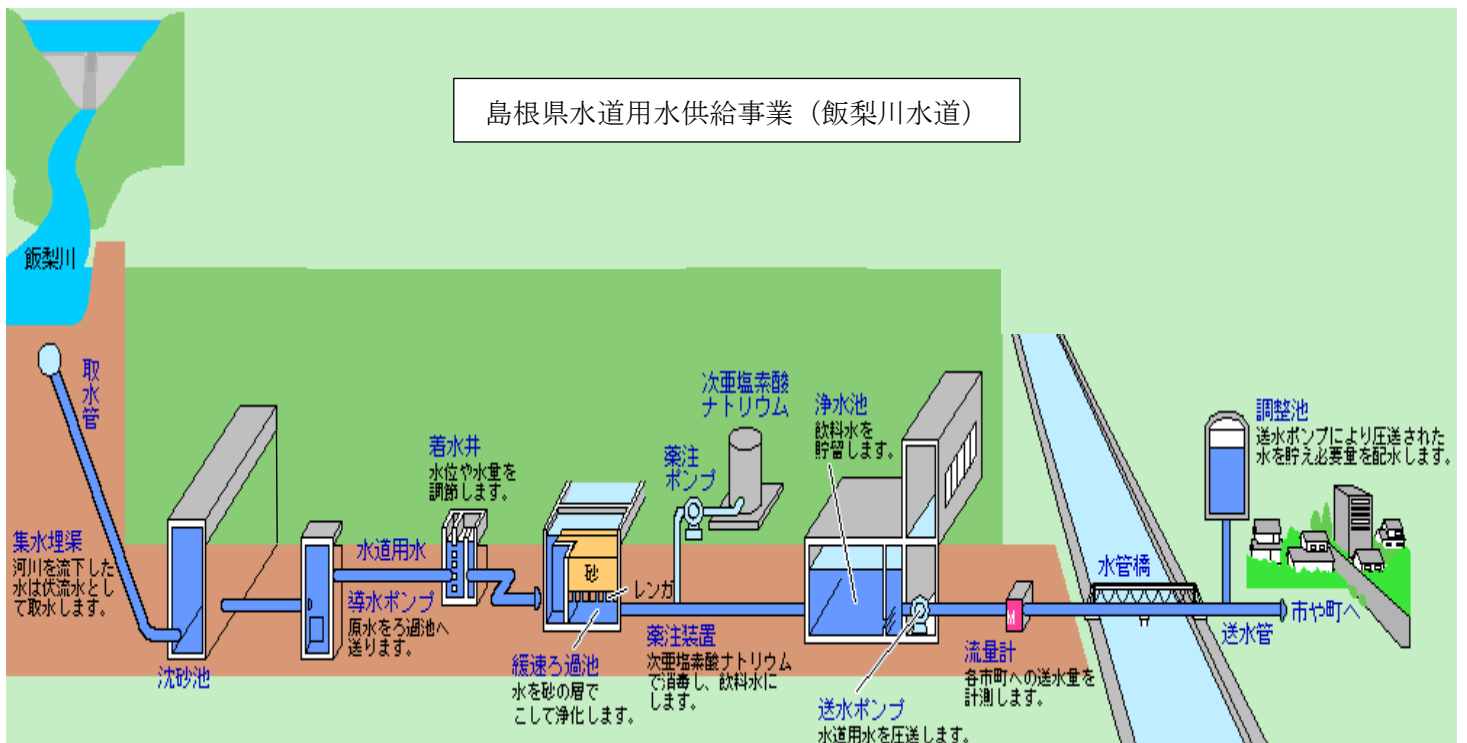 島根県水道用水供給事業（飯梨川水道）
飯梨川
取水管
集水埋渠
河川を流下した
水は伏流水とし
て取水します。
沈砂池
導水ポンプ
原水をろ過池へ
送ります。
水道用水
着水井
水位や水量を
調節します。
砂
レンガ
緩速ろ過池
水を砂の層で
こして浄化します。
薬注
ポンプ
次亜塩素酸
ナトリウム
薬注装置
次亜塩素酸ナトリウム
で消毒し、飲料水に
します。
浄水池
飲料水を
貯留します。
送水ポンプ
水道用水を圧送します。
M
流量計
各市町への送水量を
計測します。
水管橋
送水管
調整池
送水ポンプにより圧送された
水を貯え必要量を配水します。
市や町へ